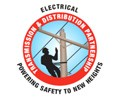 ELECTRICAL
TRANSMISSION & DISTRIBUTION PARTNERSHIP
POWERING SAFETY TO NEW HEIGHTS